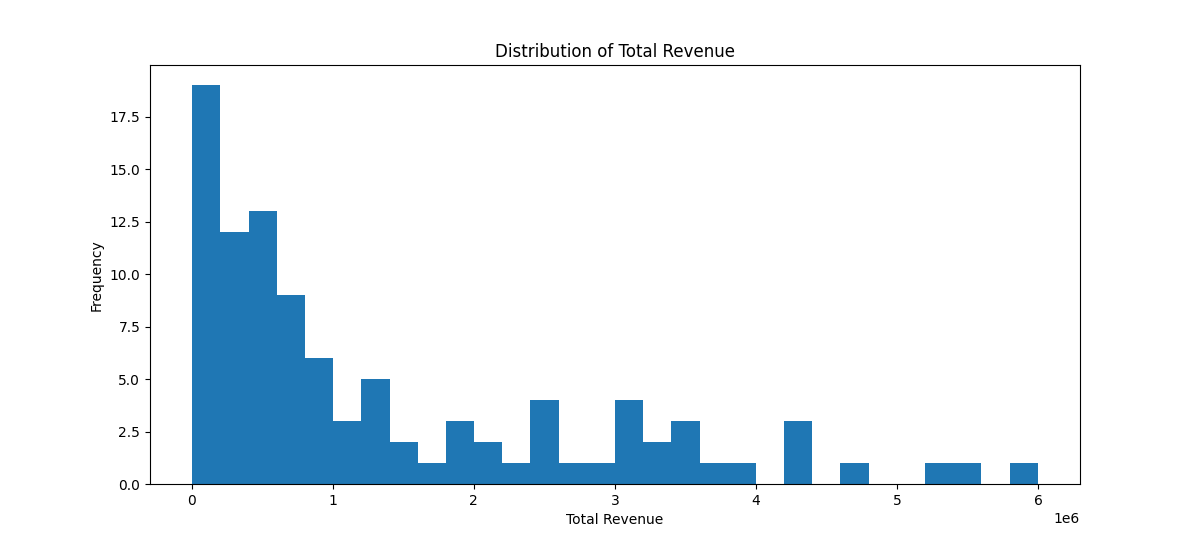 Distribution of Total Revenue
17.5
15.0
12.5
10.0
7.5
5.0
2.5
0.0
Frequency
0 1 2 3 4 5 6
1e6
Total Revenue